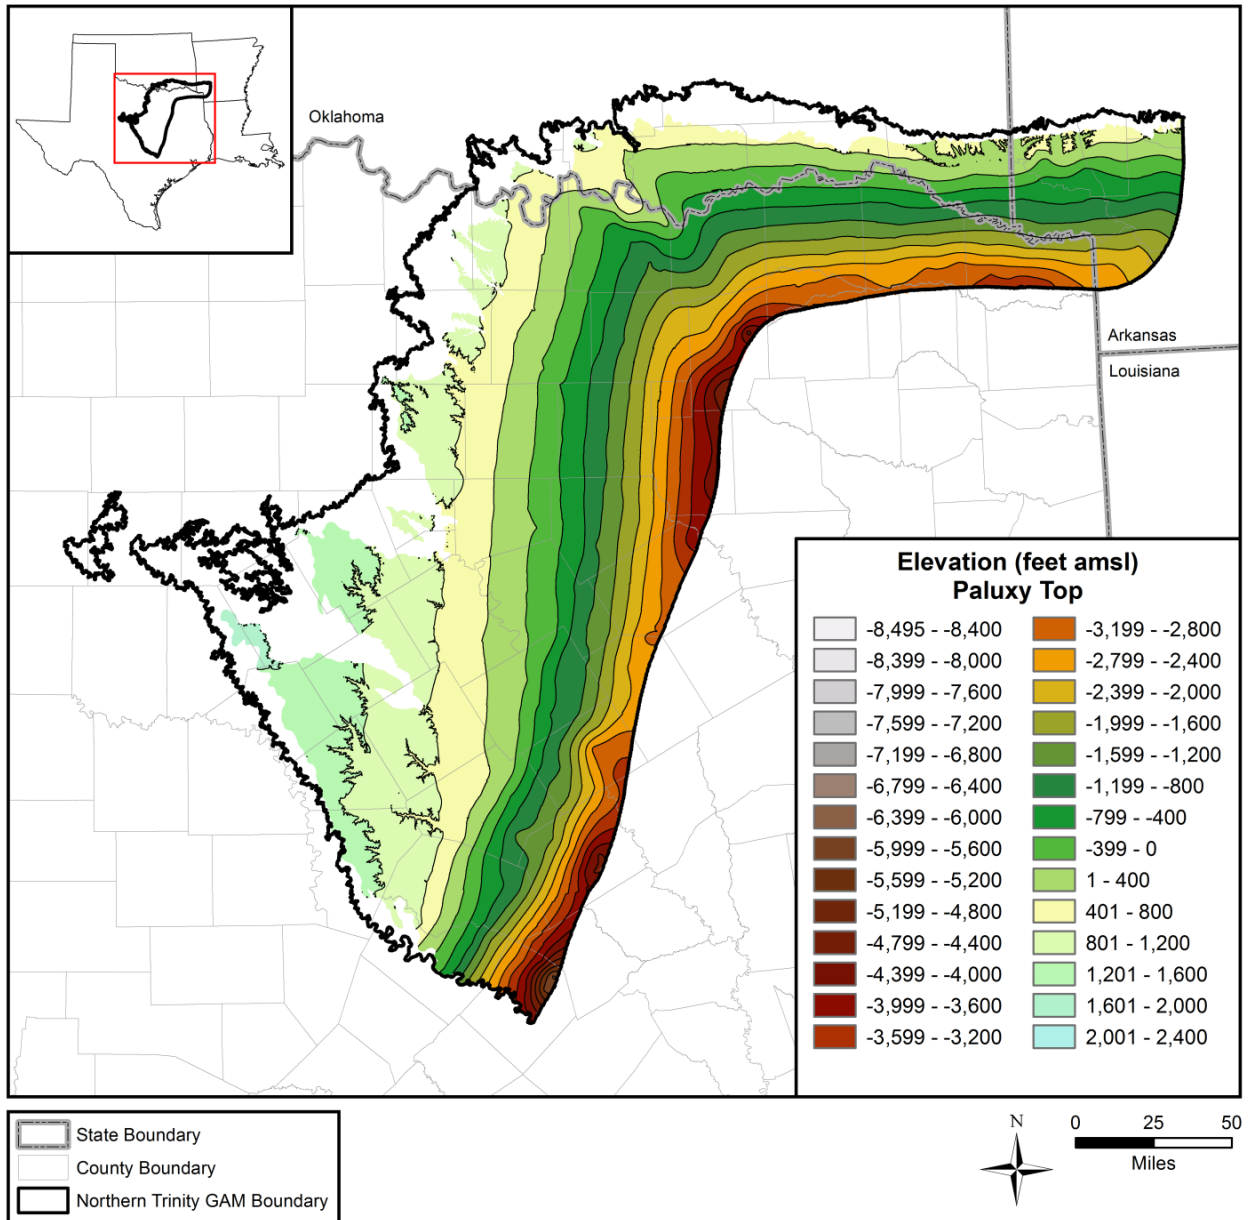 Oklahoma
Arkansas
Louisiana
Elevation (feet amsl)
Paluxy Top
-8,495 - -8,400
-8,399 - -8,000
-7,999 - -7,600
-7,599 - -7,200
-7,199 - -6,800
-6,799 - -6,400
-6,399 - -6,000
-5,999 - -5,600
-5,599 - -5,200
-5,199 - -4,800
-4,799 - -4,400
-4,399 - -4,000
-3,999 - -3,600
-3,599 - -3,200
-3,199 - -2,800
-2,799 - -2,400
-2,399 - -2,000
-1,999 - -1,600
-1,599 - -1,200
-1,199 - -800
-799 - -400
-399 - 0
1 - 400
401 - 800
801 - 1,200
1,201 - 1,600
1,601 - 2,000
2,001 - 2,400
State Boundary
County Boundary
Northern Trinity GAM Boundary
N
0 25 50
Miles